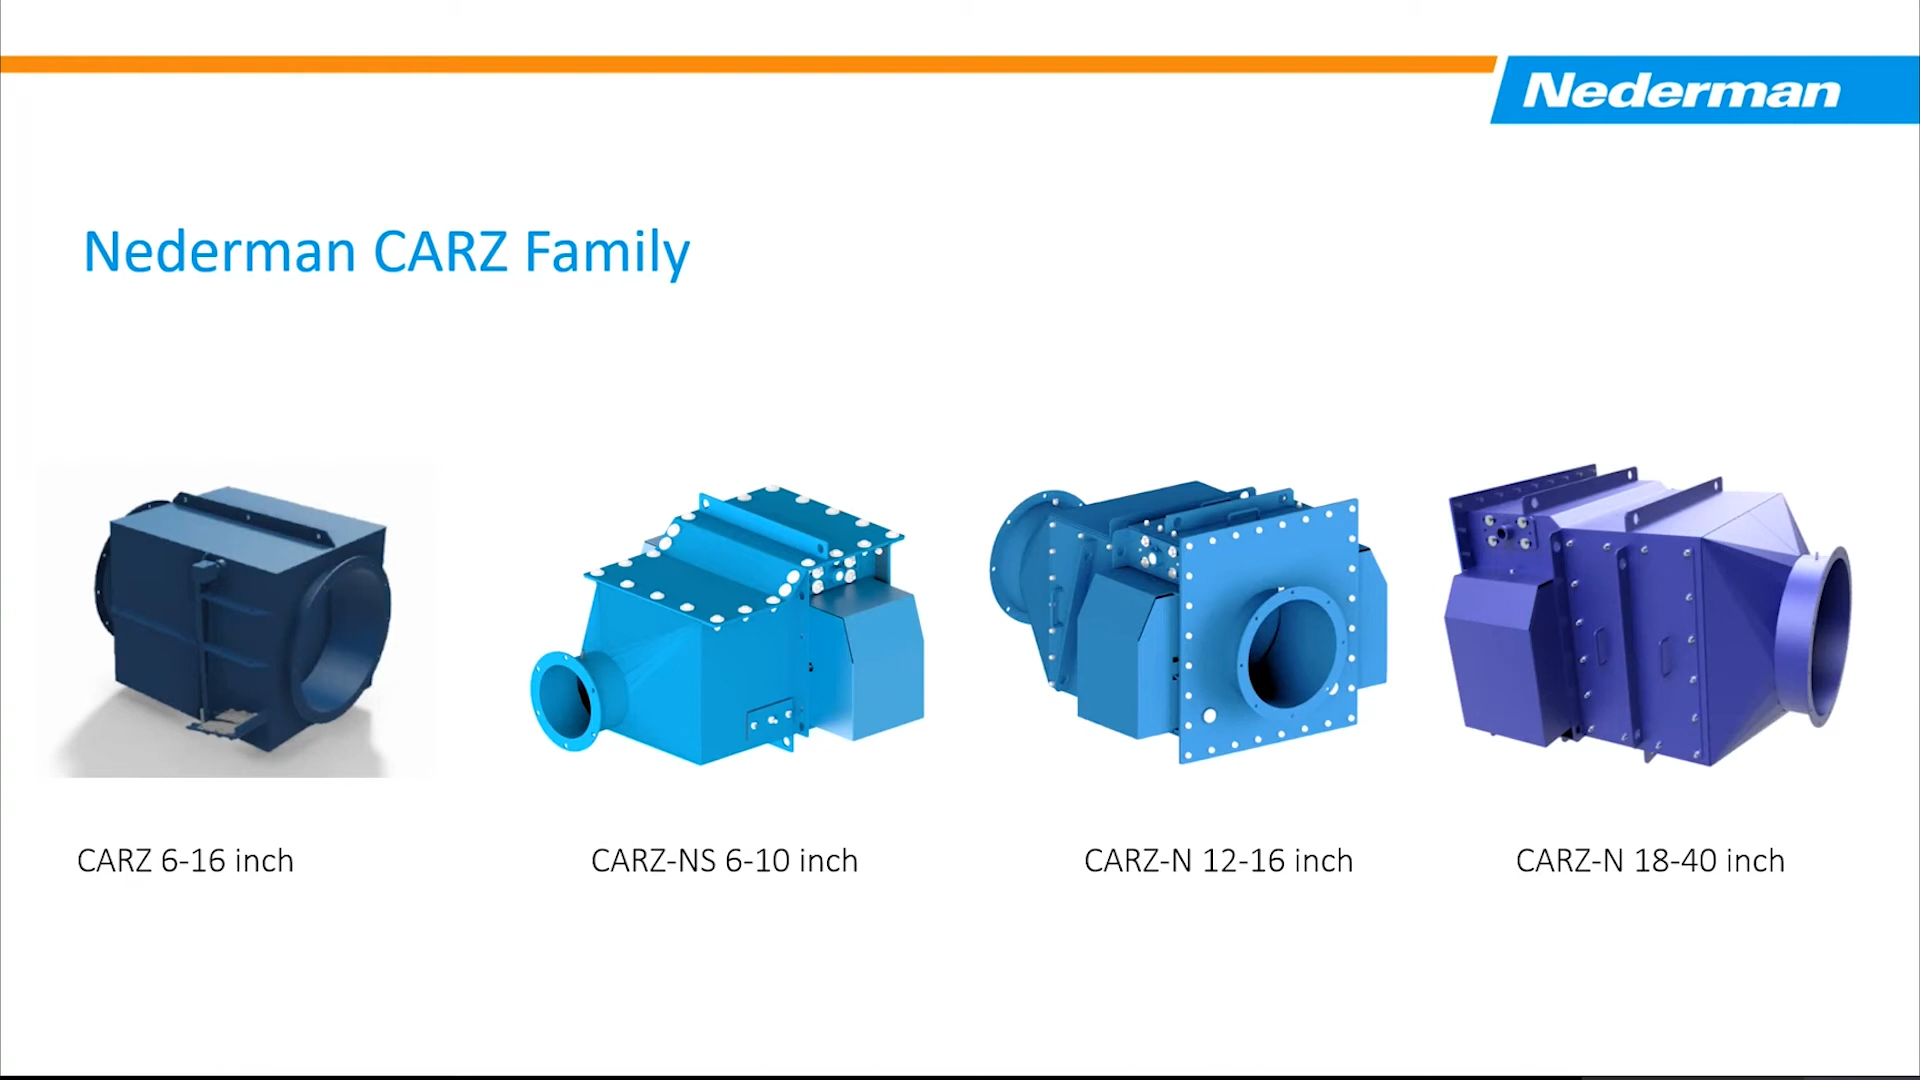 Nederman
Nederman CARZ Family
CARZ 6-16 inch
CARZ-NS 6-10 inch
CARZ-N 12-16 inch
CARZ-N 18-40 inch